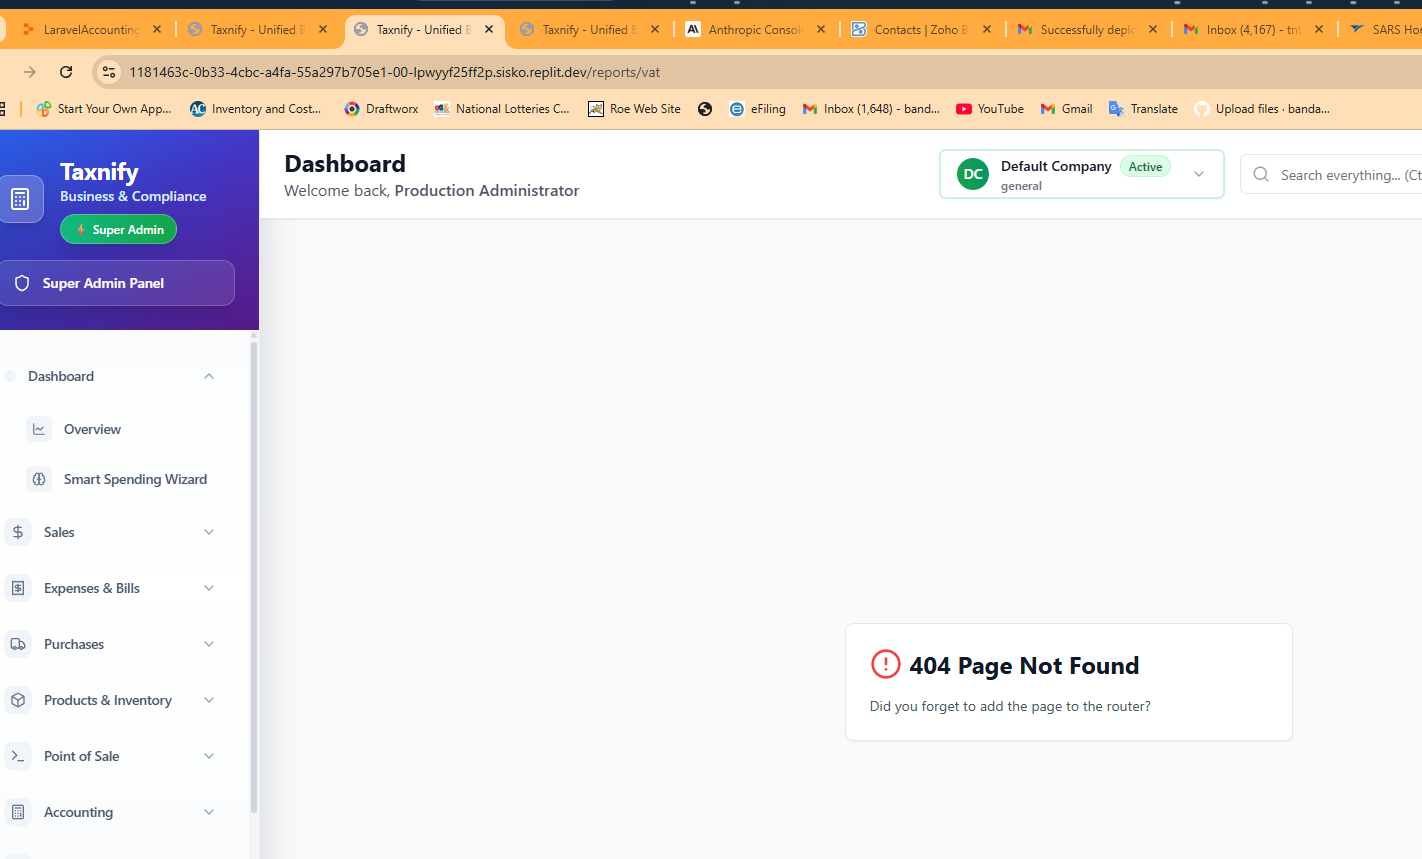 LaravelAccounting
Taxnify - Unified B
Taxnify - Unified B
Taxnify - Unified B
Anthropic Consol
Contacts | Zoho B
Successfully deplo
Inbox (4,167) - tnt
SARS Hor
1181463c-0b33-4cbc-a4fa-55a297b705e1-00-lpwyyf25ff2p.sisko.replit.dev/reports/vat
Start Your Own App...
Inventory and Cost...
Draftworx
National Lotteries C...
Roe Web Site
eFiling
Inbox (1,648) - band...
YouTube
Gmail
Translate
Upload files · banda...
Taxnify
Business & Compliance
Super Admin
Super Admin Panel
Dashboard
Welcome back, Production Administrator
DC
Default Company
Active
general
Search everything... (Ct
Dashboard
Overview
Smart Spending Wizard
Sales
Expenses & Bills
Purchases
Products & Inventory
Point of Sale
Accounting
404 Page Not Found
Did you forget to add the page to the router?